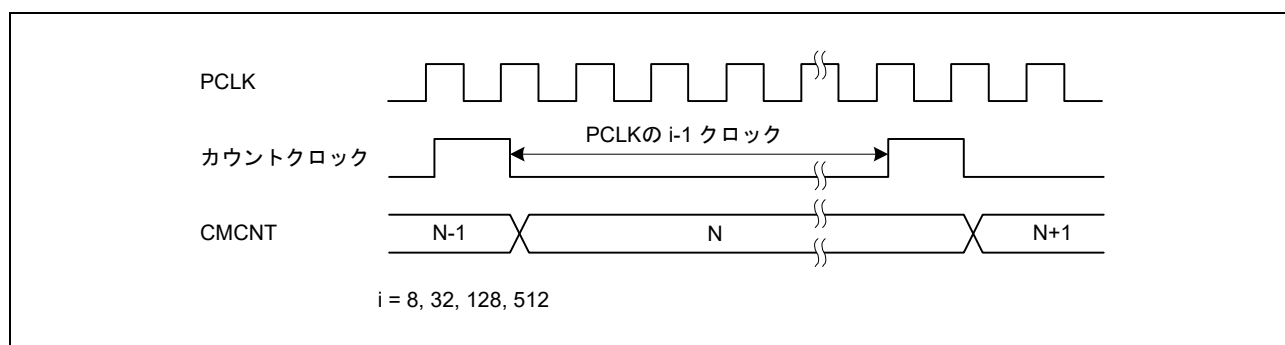 PCLK
PCLKの i-1 クロック
カウントクロック
CMCNT
N-1
N
N+1
i = 8, 32, 128, 512